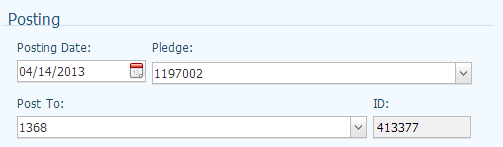 Posting
Posting Date: Pledge:
04/14/2013 1197002
Post To: ID:
1368 413377